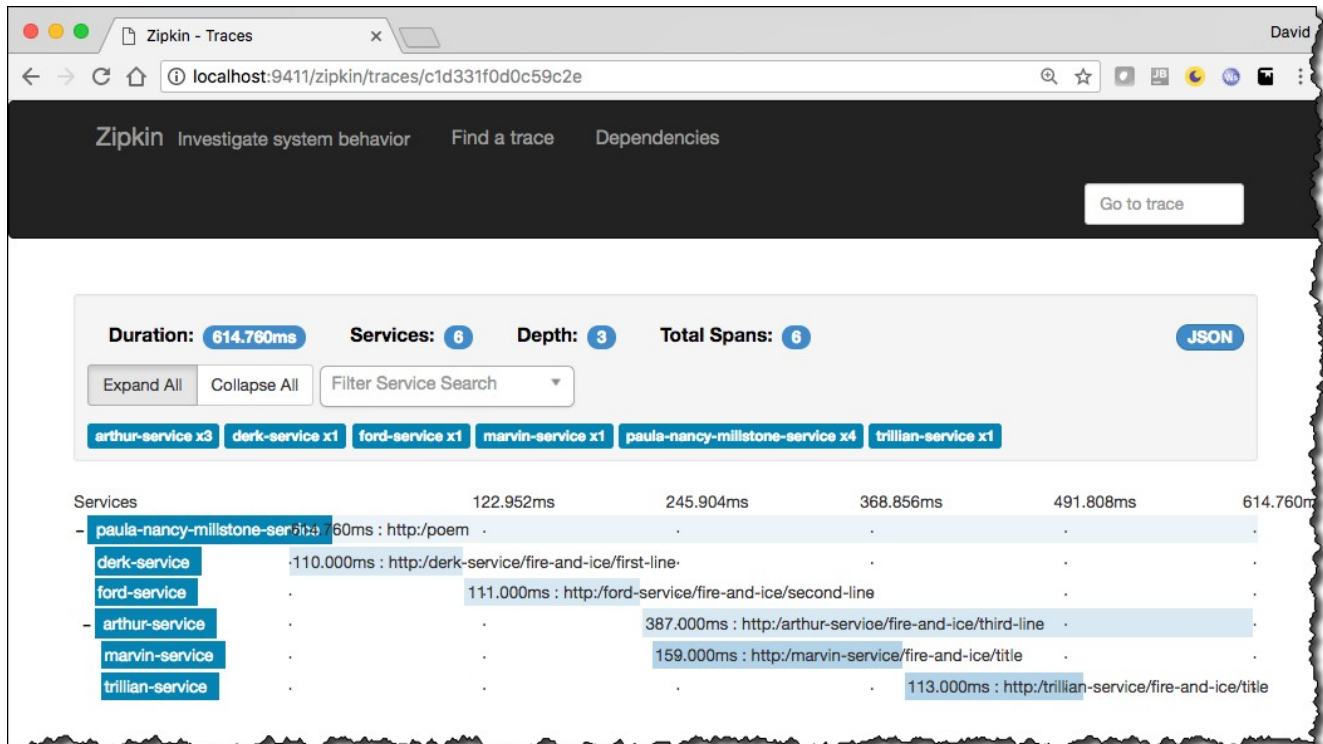 Zipkin - Traces
David
localhost:9411/zipkin/traces/c1d331f0d0c59c2e
JB
Zipkin Investigate system behavior Find a trace Dependencies
Go to trace
Duration: 614.760ms Services: 6 Depth: 3 Total Spans: 6 JSON
Expand All Collapse All Filter Service Search
arthur-service x3 derk-service x1 ford-service x1 marvin-service x1 paula-nancy-millstone-service x4 trillian-service x1
Services 122.952ms 245.904ms 368.856ms 491.808ms 614.760m
- paula-nancy-millstone-service 614.760ms : http:/poem
derk-service 110.000ms : http:/derk-service/fire-and-ice/first-line
ford-service 111.000ms : http:/ford-service/fire-and-ice/second-line
- arthur-service 387.000ms : http:/arthur-service/fire-and-ice/third-line
marvin-service 159.000ms : http:/marvin-service/fire-and-ice/title
trillian-service 113.000ms : http:/trillian-service/fire-and-ice/title